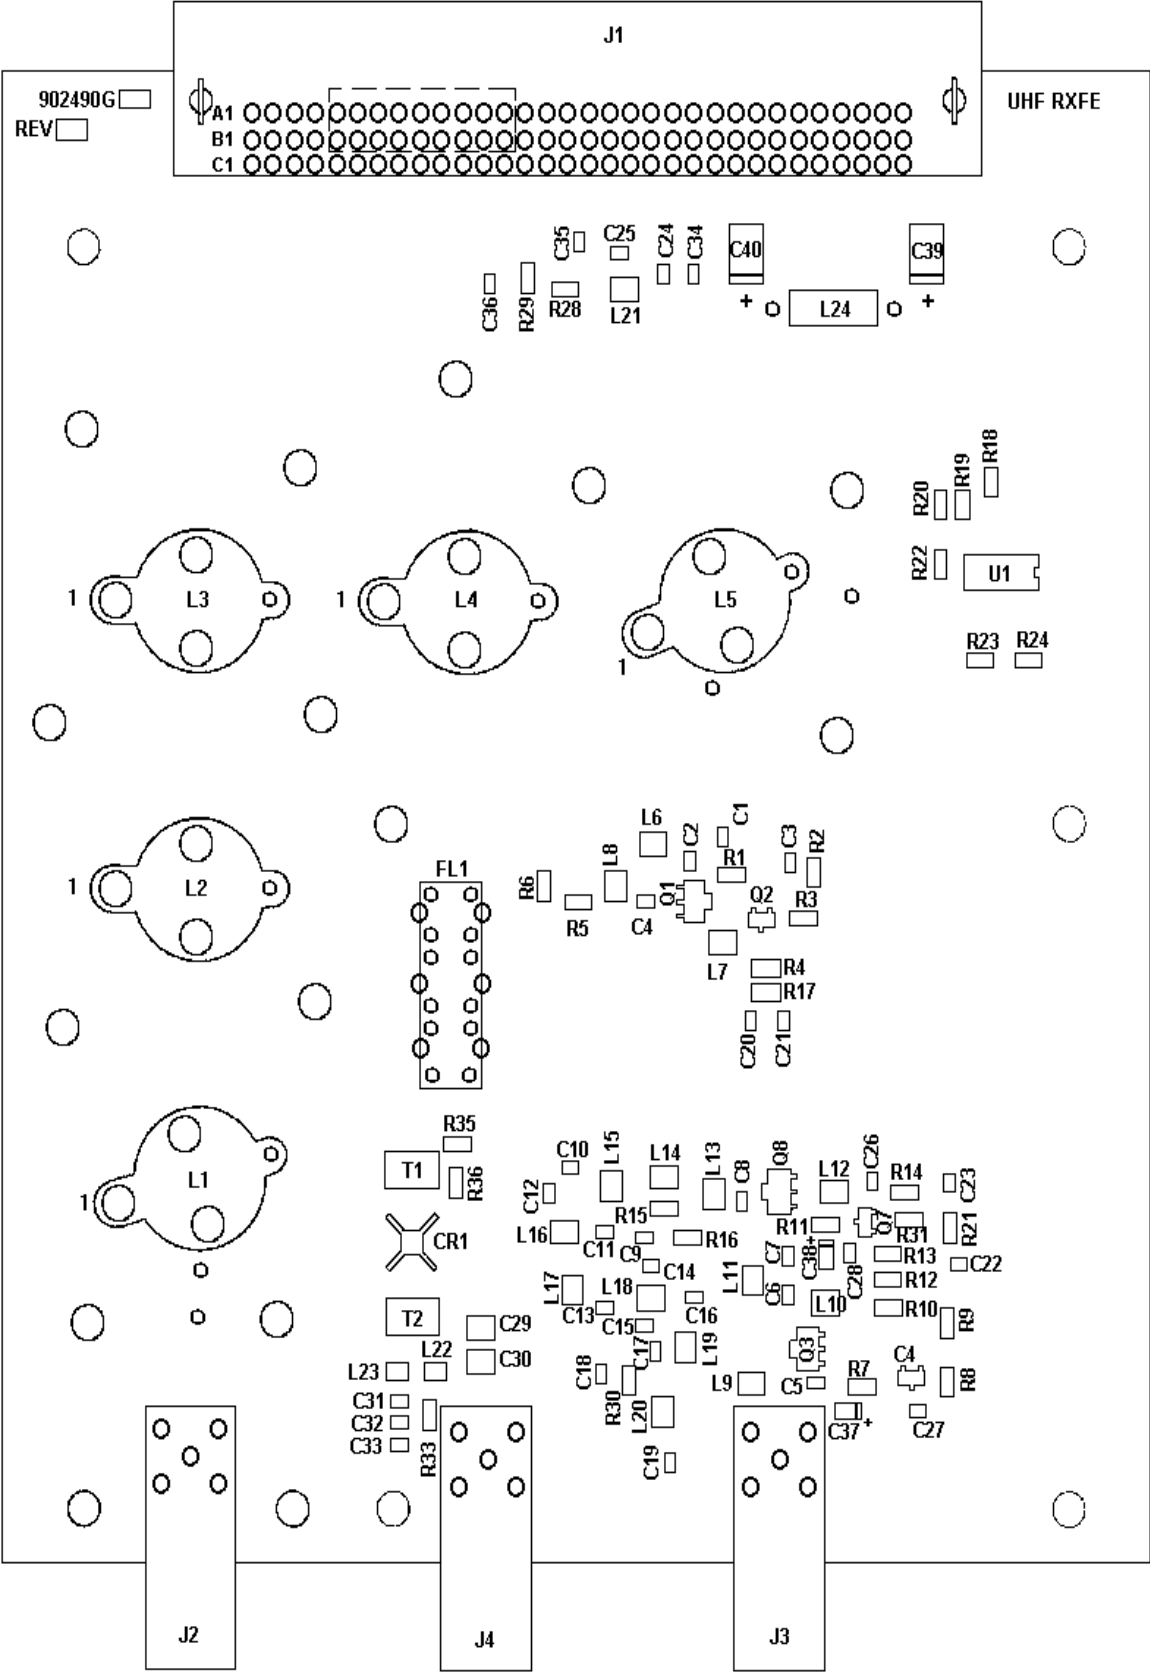 J1
902490G
UHF RXFE
A1
REV
B1
C1
C35
C25
C24
C34
C40
C39
C36
R29
R28
L21
+
L24
+
R18
R20
R19
R22
U1
1
L3
1
L4
L5
1
R23
R24
L6
C2
C1
C3
R2
L8
R1
FL1
1
L2
R6
Q1
Q2
R3
R5
C4
L7
R4
R17
C20
C21
R35
L15
C10
L14
L13
C8
Q8
C26
T1
R36
C12
L12
R14
C23
1
L1
R15
R11
Q7
R31
R21
L16
C11
R16
CR1
C9
C7
C38
+
C28
R13
C22
C14
L11
R12
L17
L18
C6
L10
R10
R9
C13
C16
T2
C29
C15
C17
L19
Q3
C4
C30
L22
L23
C18
R30
L9
C5
R7
R8
C31
C32
L20
C37
+
C27
C33
R33
C19
J2
J4
J3